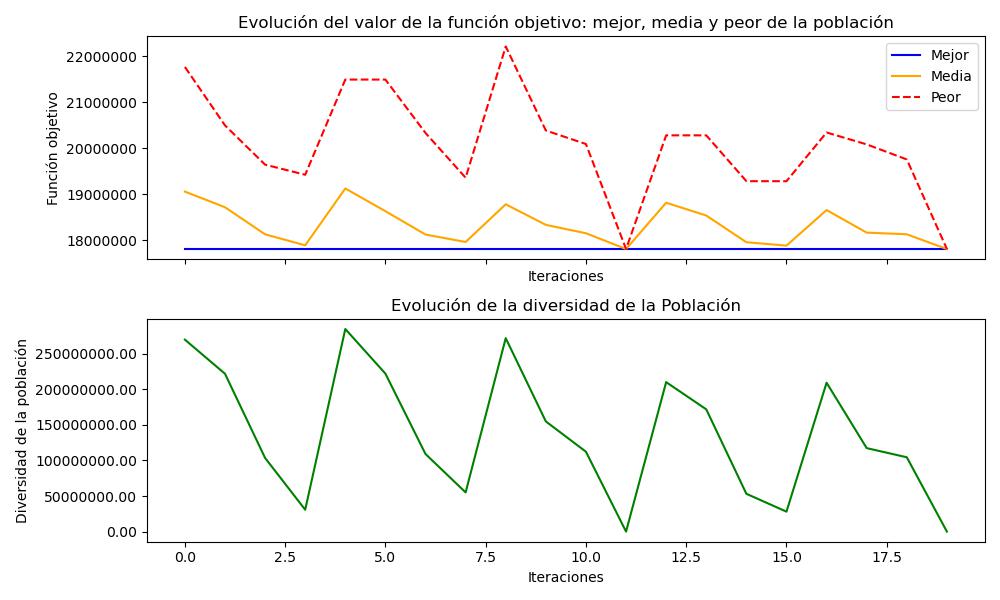 Evolución del valor de la función objetivo: mejor, media y peor de la población
Función objetivo
22000000
21000000
20000000
19000000
18000000
Mejor
Media
Peor
Iteraciones
Evolución de la diversidad de la Población
Diversidad de la población
250000000.00
200000000.00
150000000.00
100000000.00
50000000.00
0.00
0.0 2.5 5.0 7.5 10.0 12.5 15.0 17.5
Iteraciones